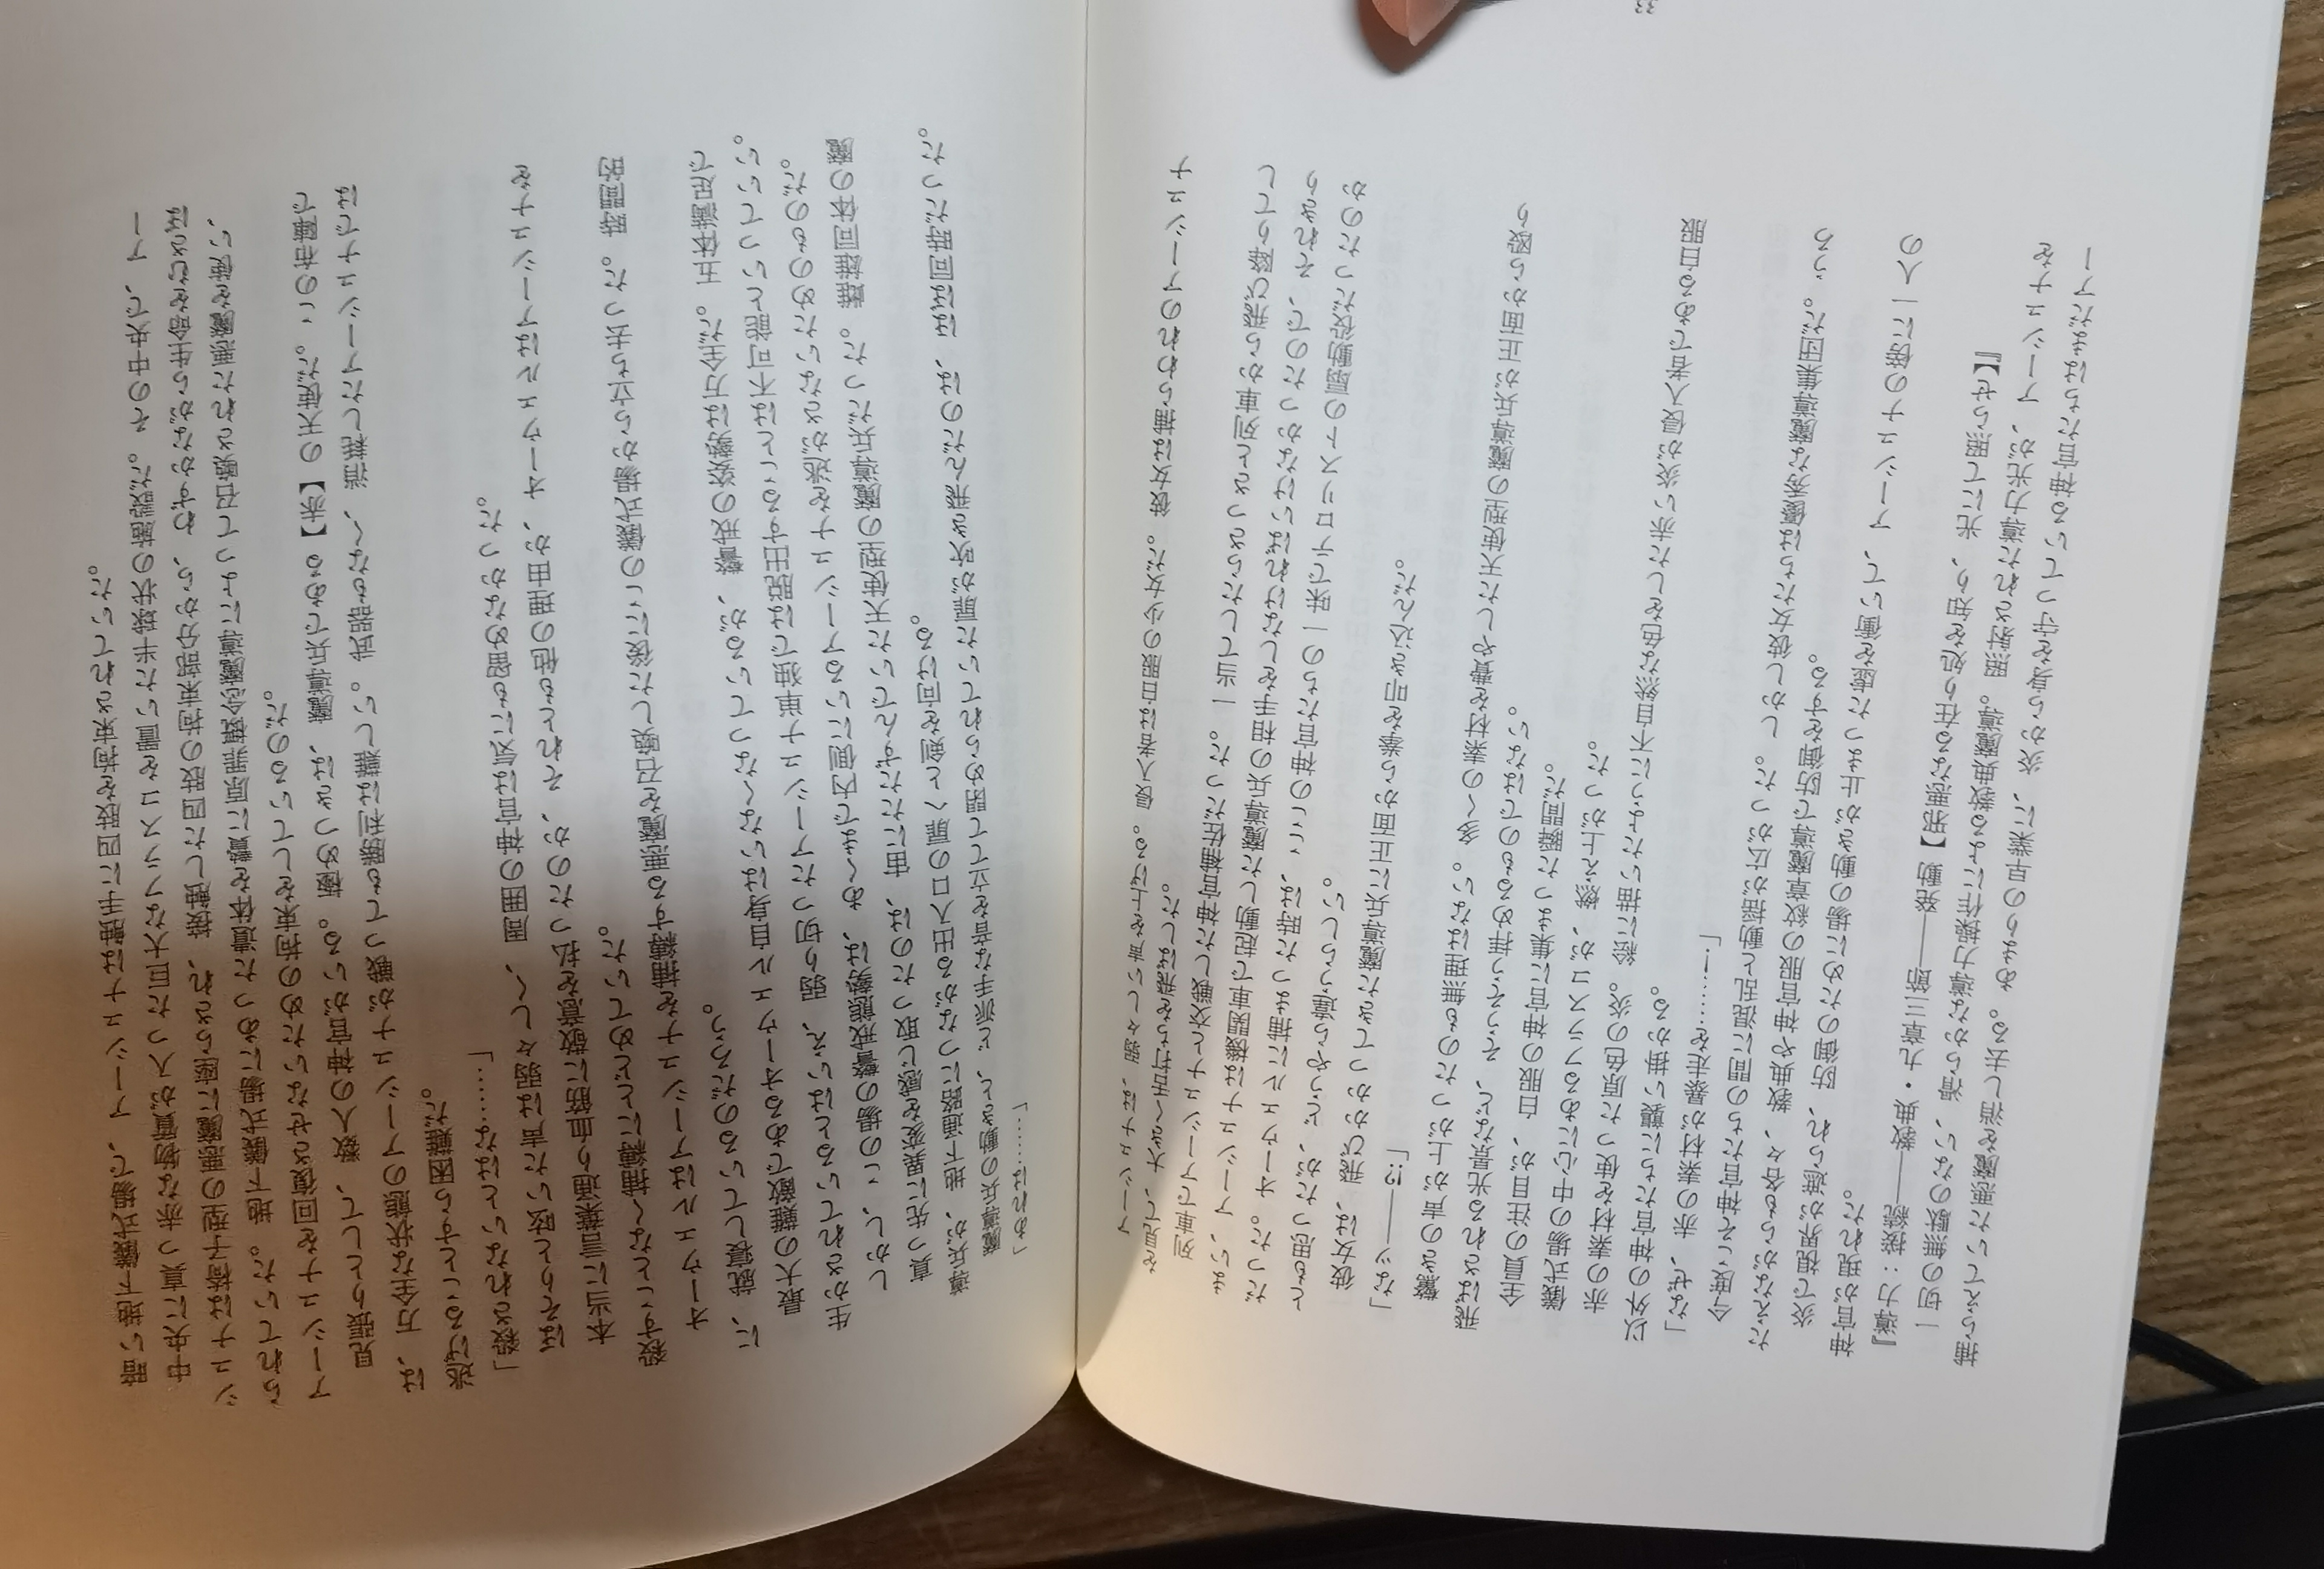 暗い地下儀式場で、アーシュナは触手に四肢を拘束されていた。
中央に真っ赤な物質が入った巨大なフラスコを置いた半球状の施設だ。その中央で、アー
シュナは椅子型の悪魔に座らされ、接触した四肢の拘束部分から、わずかながら生命をむさぼ
られていた。地下儀式場にあった遺体を贄に原罪概念魔導によって召喚された悪魔を使い、
アーシュナを回復させないための拘束をしているのだ。
見張りとして、数人の神官がいる。極めつきは、魔導兵である【赤】の天使だ。この布陣で
は、万全な状態のアーシュナが戦っても勝利は難しい。武器もなく、消耗したアーシュナでは
逃げることすら困難だ。
「殺されないとはな……」
ほそりと呟いた声は弱々しく、周囲の神官は気にも留めなかった。
本当に言葉通り血筋に敬意を払ったのか、それとも他の理由か、オーウェルはアーシュナを
殺すことなく捕縛にとどめていた。
オーウェルはアーシュナを捕縛する悪魔を召喚した後にこの儀式場から立ち去った。時間的
に、就寝しているのだろう。
最大の難敵であるオーウェル自身はいなくなっているが、警戒の姿勢は万全だ。五体満足で
生かされているとはいえ、弱り切ったアーシュナ単独では脱出することは不可能といっていい。
しかし、この場の警戒態勢は、あくまで内側にいるアーシュナを逃がさないためのものだ。
真っ先に異変を感じ取ったのは、宙にたたずんでいた天使型の魔導兵だった。雌雄同体の魔
導兵が、地下通路につながる出入口の扉へと剣を向ける。
魔導兵の動きと、ど派手な音を立てて閉められていた扉が吹き飛んだのは、ほぼ同時だった。
「あれは……」
アーシュナは、弱々しい声を上げる。侵入者は白服の少女だ。彼女は捕らわれのアーシュナ
を見て、大きく舌打ちを飛ばした。
列車でアーシュナと交戦した神官補佐だった。一当てしたらさっさと列車から飛び降りてし
まい、アーシュナは機関車で起動した魔導兵の相手をしなければいけなかったので、それきり
だった。オーウェルに捕まった時は、ここの神官たちの一味でテロリストの扇動役だったのか
とも思ったが、どうやら違うらしい。
彼女は、飛びかかってきた魔導兵に正面から拳を叩き込んだ。
「なッ――!?」
驚きの声が上がったのも無理はない。多くの素材を費やした天使型の魔導兵が正面から殴り
飛ばされる光景など、そうそう拝めるものではない。
全員の注目が、白服の神官に集まった瞬間だ。
儀式場の中心にあるフラスコが、燃え上がった。
赤の素材を使った原色の炎。絵に描いたように不自然な色をした赤い炎が侵入者である白服
以外の神官たちに襲い掛かる。
「なぜ、赤の素材が暴走を……！」
今度こそ神官たちの間に混乱と動揺が広がった。しかし彼女たちは優秀な魔導集団だ。うろ
たえながらも各々、教典や神官服の紋章魔導で防御をする。
炎で視界が遮られ、防御のために場の動きが止まった虚を衝いて、アーシュナの傍に一人の
神官が現れた。
『導力：接続――教典・九章三節――発動【邪悪なる在り処を知り、光にて照らせ】』
一切の無駄のない、滑らかな導力操作による教典魔導。照射された導力光が、アーシュナを
捕らえていた悪魔を消し去る。あまりの早業に、炎から身を守っている神官たちはまだアー
33